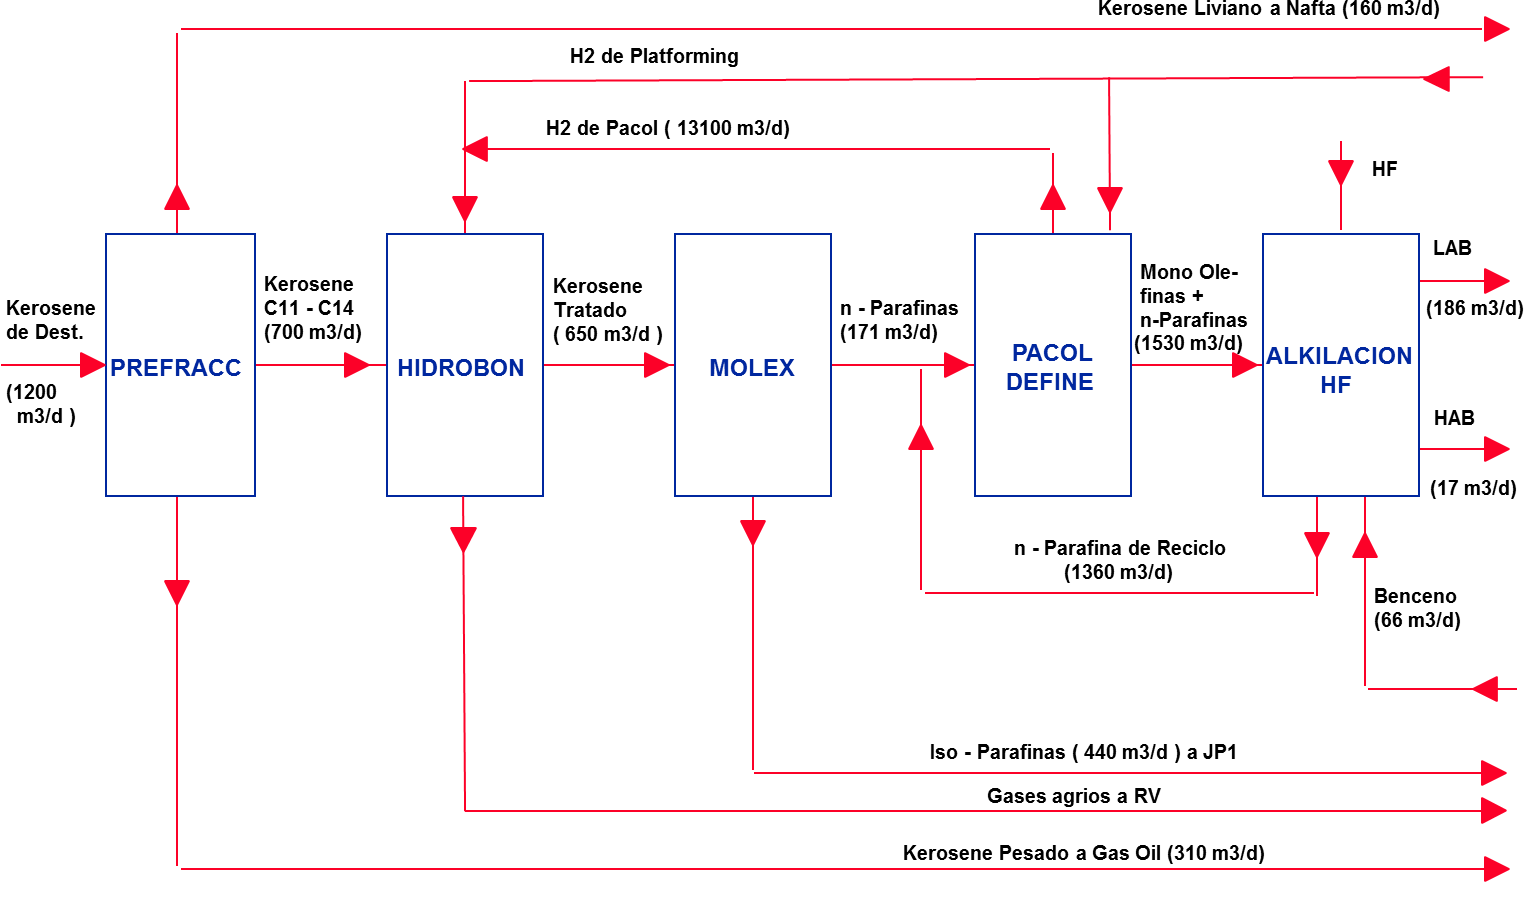 Kerosene Liviano a Nafta (160 m3/d)
H2 de Platforming
H2 de Pacol ( 13100 m3/d)
HF
Kerosene
de Dest.
(1200
m3/d )
PREFRACC
Kerosene
C11 - C14
(700 m3/d)
HIDROBON
Kerosene
Tratado
( 650 m3/d )
MOLEX
n - Parafinas
(171 m3/d)
PACOL
DEFINE
Mono Ole-
finas +
n-Parafinas
(1530 m3/d)
ALKILACION
HF
LAB
(186 m3/d)
HAB
(17 m3/d)
n - Parafina de Reciclo
(1360 m3/d)
Benceno
(66 m3/d)
Iso - Parafinas ( 440 m3/d ) a JP1
Gases agrios a RV
Kerosene Pesado a Gas Oil (310 m3/d)